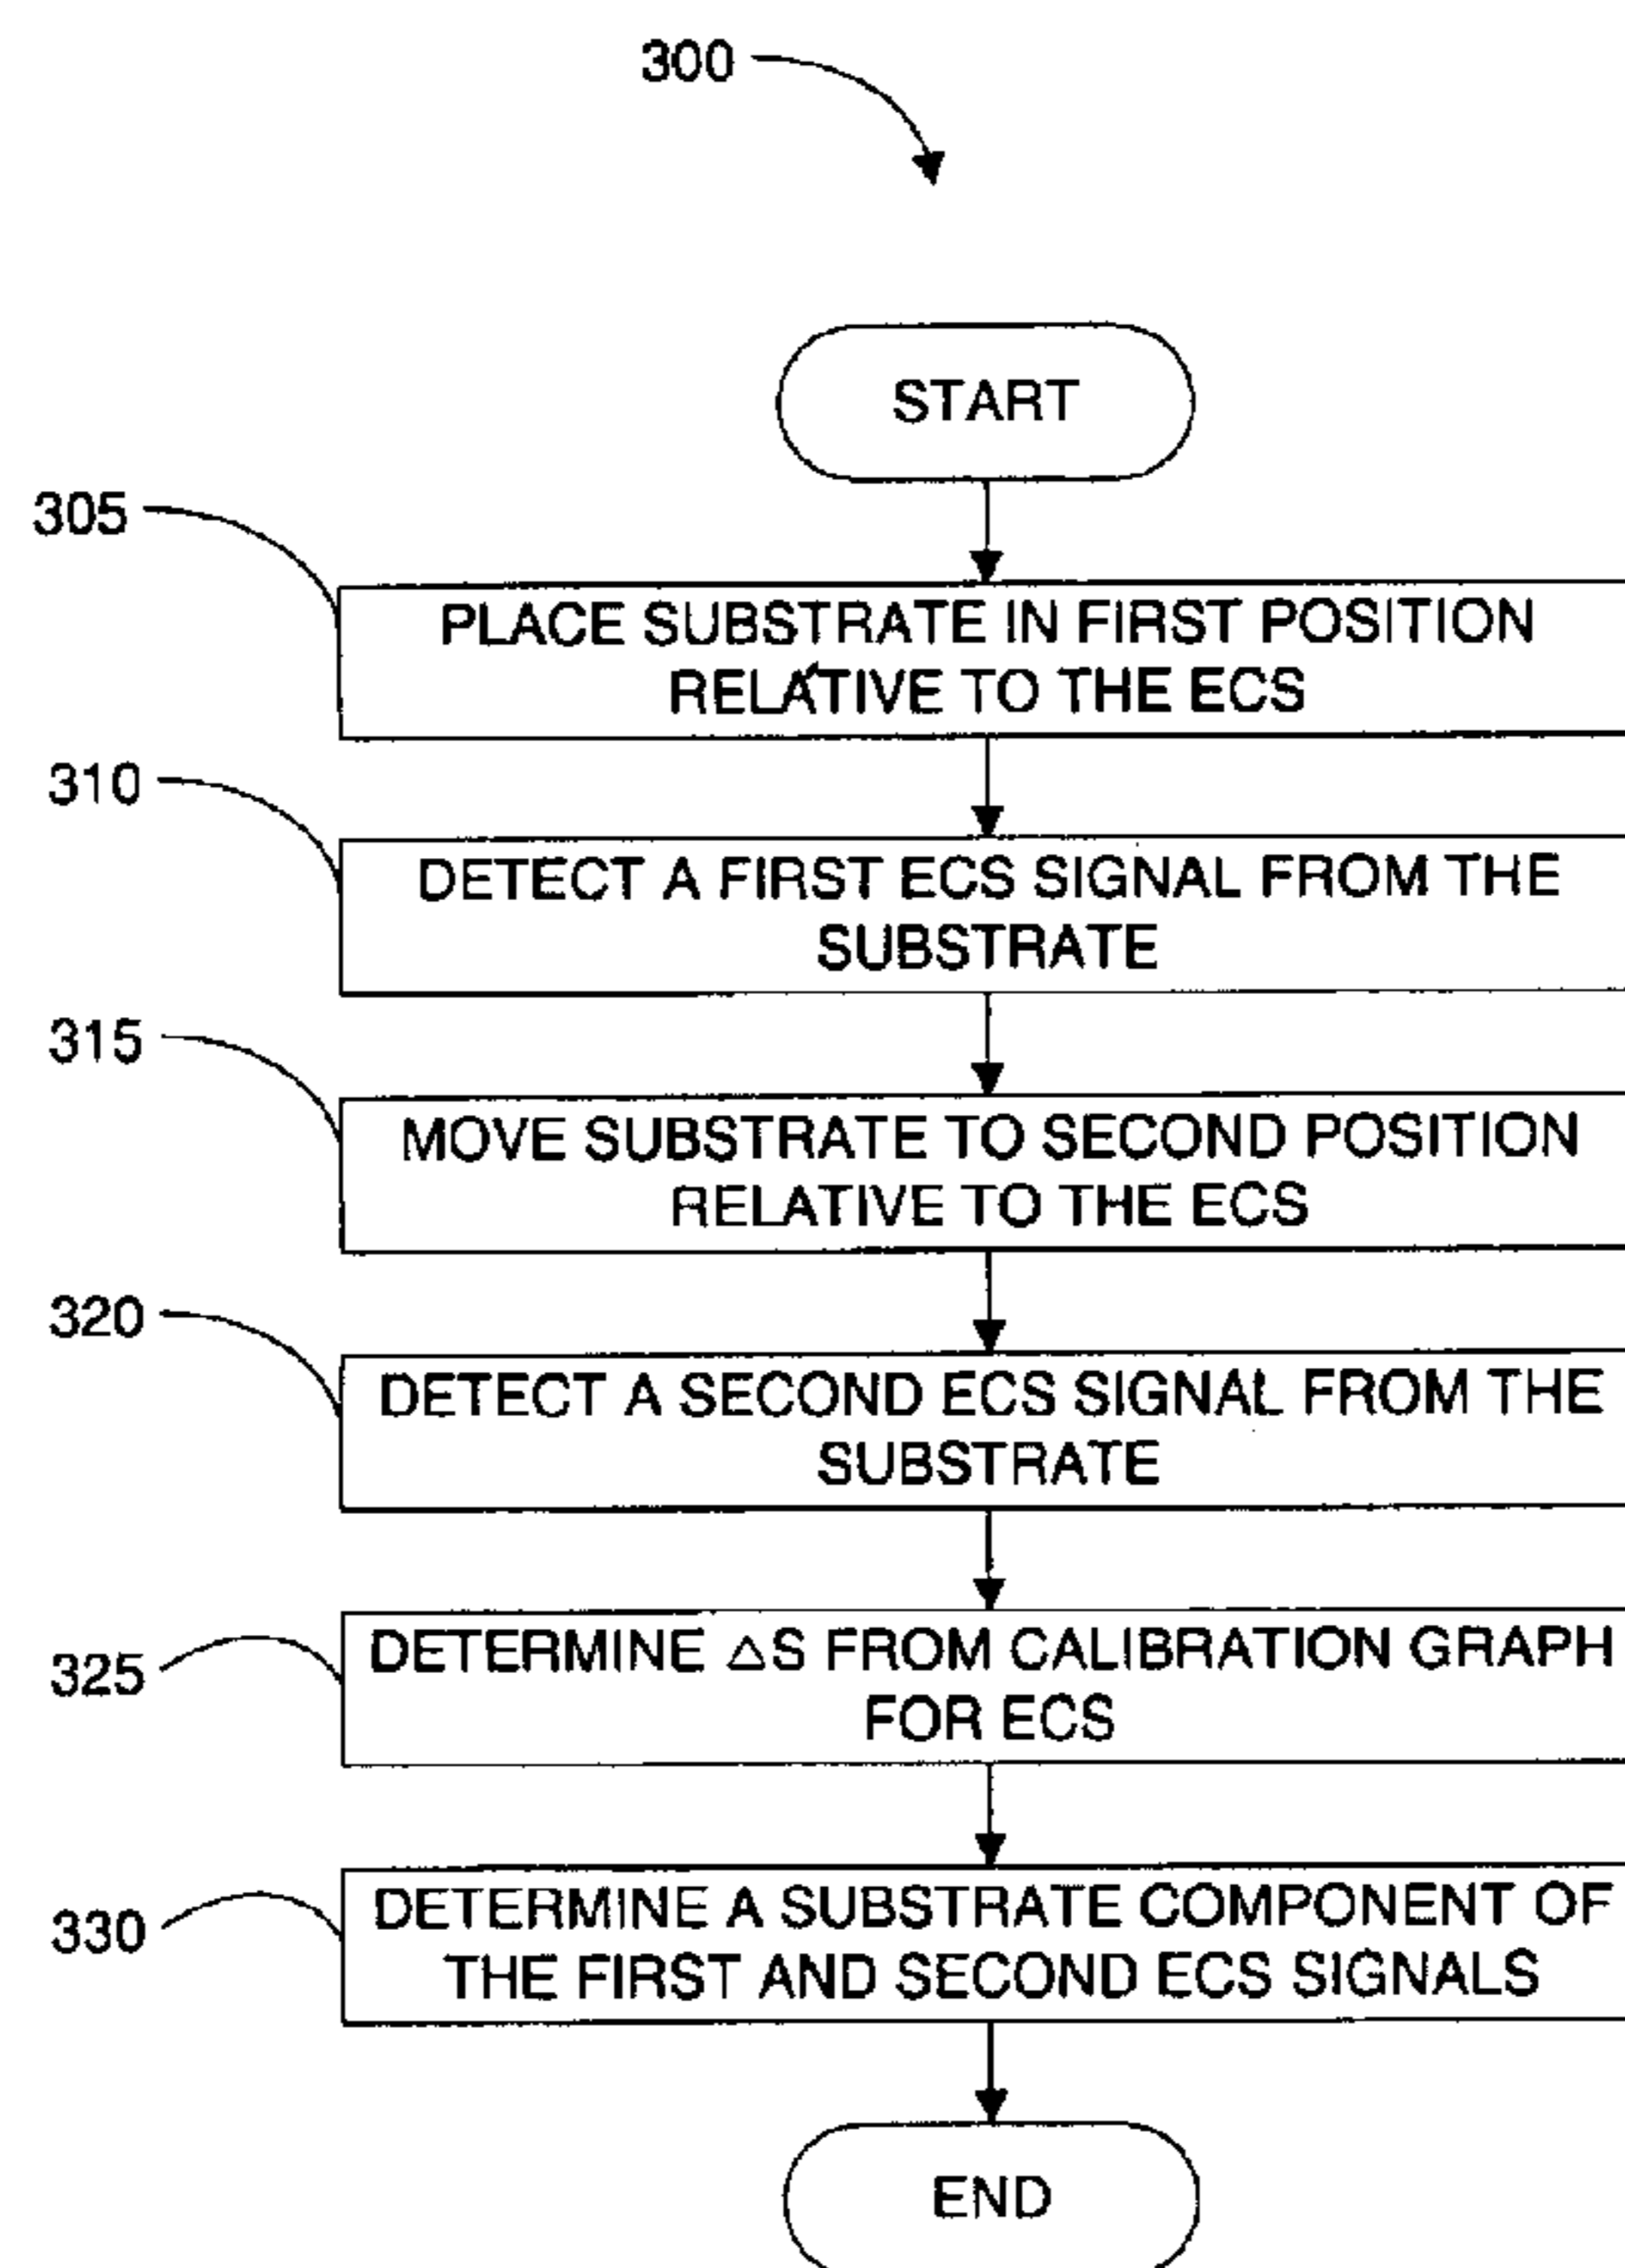 300
START
305
PLACE SUBSTRATE IN FIRST POSITION
RELATIVE TO THE ECS
310
DETECT A FIRST ECS SIGNAL FROM THE
SUBSTRATE
315
MOVE SUBSTRATE TO SECOND POSITION
RELATIVE TO THE ECS
320
DETECT A SECOND ECS SIGNAL FROM THE
SUBSTRATE
325
DETERMINE △S FROM CALIBRATION GRAPH
FOR ECS
330
DETERMINE A SUBSTRATE COMPONENT OF
THE FIRST AND SECOND ECS SIGNALS
END